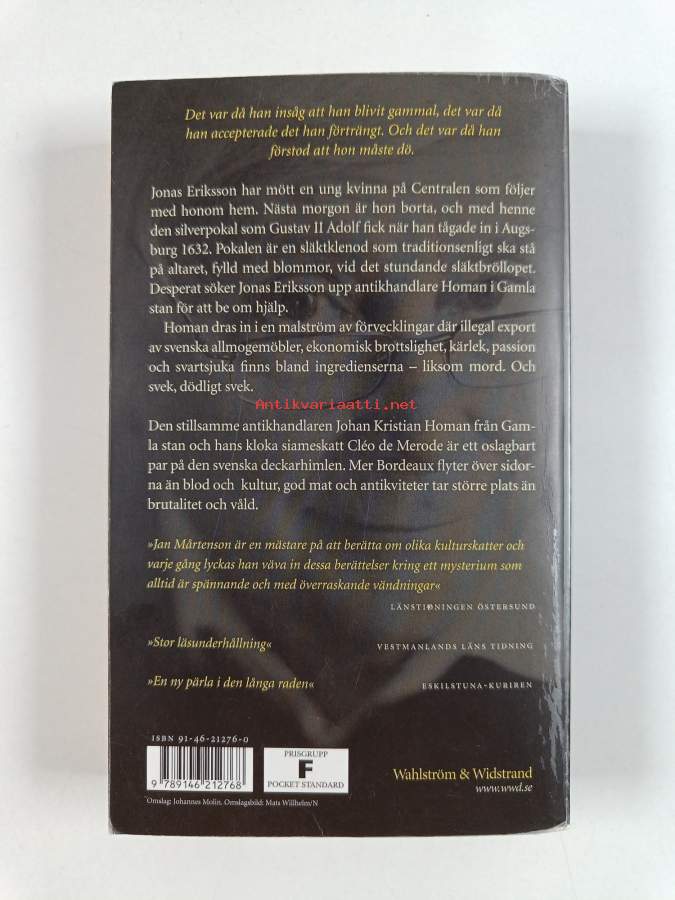 Det var då han insåg att han blivit gammal, det var då
han accepterade det han förträngt. Och det var då han
förstod att hon måste dö.
Jonas Eriksson har mött en ung kvinna på Centralen som följer
med honom hem. Nästa morgon är hon borta, och med henne
den silverpokal som Gustav II Adolf fick när han tågade in i Augs-
burg 1632. Pokalen är en släktklenod som traditionsenligt ska stå
på altaret, fylld med blommor, vid det stundande släktbröllopet.
Desperat söker Jonas Eriksson upp antikhandlare Homan i Gamla
stan för att be om hjälp.
Homan dras in i en malström av förvecklingar där illegal export
av svenska allmogemöbler, ekonomisk brottslighet, kärlek, passion
och svartsjuka finns bland ingredienserna – liksom mord. Och
svek, dödligt svek.
Antikvariaatti.net
Den stillsamme antikhandlaren Johan Kristian Homan från Gam-
la stan och hans kloka siameskatt Cléo de Merode är ett oslagbart
par på den svenska deckarhimlen. Mer Bordeaux flyter över sidor-
na än blod och kultur, god mat och antikviteter tar större plats än
brutalitet och våld.
»Jan Mårtenson är en mästare på att berätta om olika kulturskatter och
varje gång lyckas han väva in dessa berättelser kring ett mysterium som
alltid är spännande och med överraskande vändningar«
LÄNSTIDNINGEN ÖSTERSUND
»Stor läsunderhållning«
VESTMANLANDS LÄNS TIDNING
»En ny pärla i den långa raden«
ESKILSTUNA-KURIREN
ISBN 91-46-21276-0
9 789146 212768
PRISGRUPP
F
POCKET STANDARD
Wahlström & Widstrand
www.wwd.se
Omslag: Johannes Molin. Omslagsbild: Mats Willhelm/N